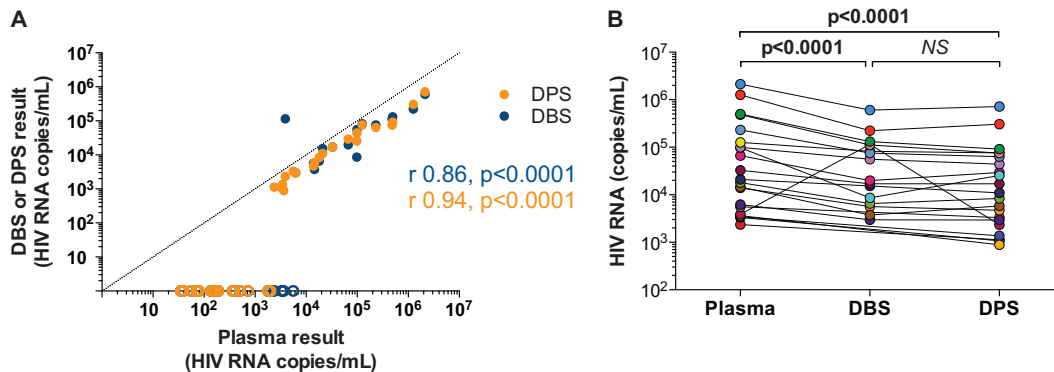 A
DBS or DPS result
(HIV RNA copies/mL)
10⁷
10⁶
10⁵
10⁴
10³
10²
10
DPS
DBS
r 0.86, p<0.0001
r 0.94, p<0.0001
10 10² 10³ 10⁴ 10⁵ 10⁶ 10⁷
Plasma result
(HIV RNA copies/mL)
B
p<0.0001
p<0.0001 NS
HIV RNA (copies/mL)
10⁷
10⁶
10⁵
10⁴
10³
10²
Plasma DBS DPS